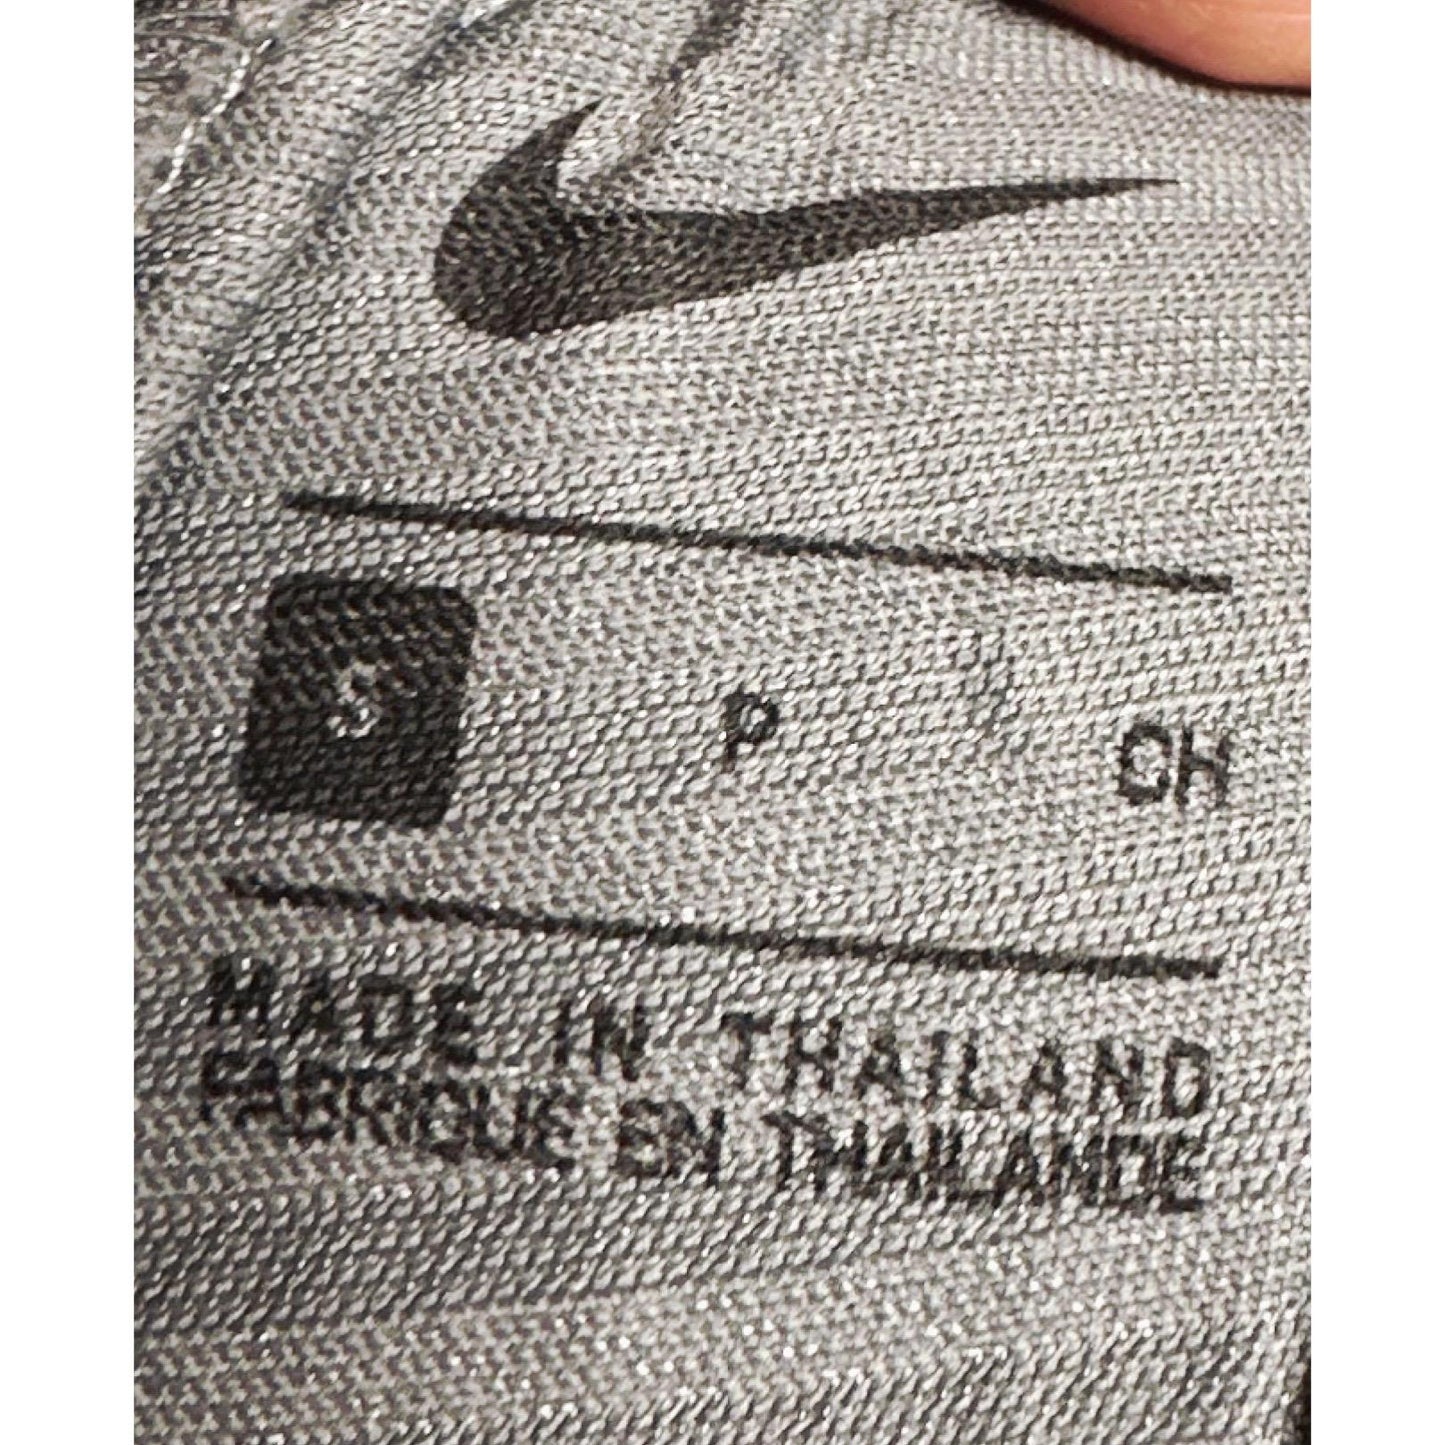 S P CH
MADE IN THAILAND
FABRIQUE EN THAILANDE